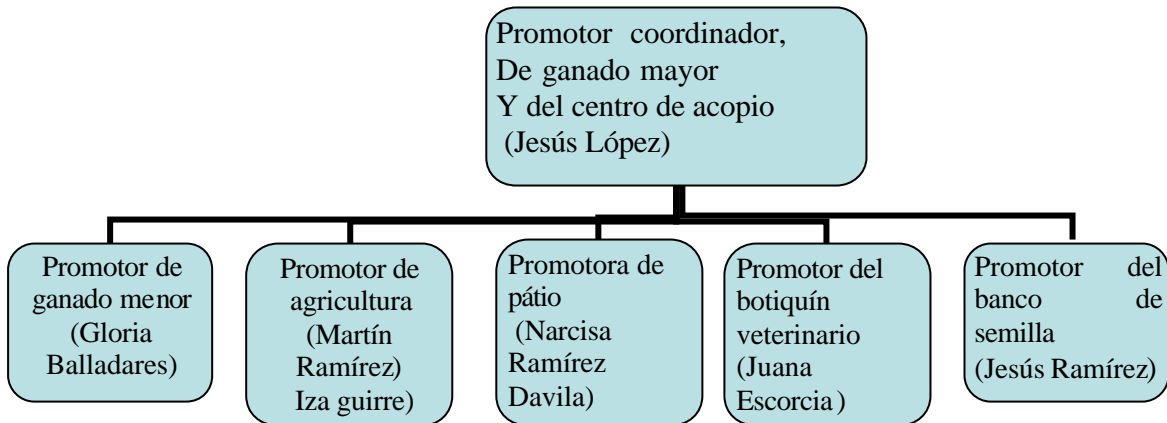 Promotor coordinador,
De ganado mayor
Y del centro de acopio
(Jesús López)
Promotor de
ganado menor
(Gloria
Balladares)
Promotor de
agricultura
(Martín
Ramírez)
Iza guirre)
Promotora de
pátio
(Narcisa
Ramírez
Davila)
Promotor del
botiquín
veterinario
(Juana
Escorcia)
Promotor del
banco de
semilla
(Jesús Ramírez)